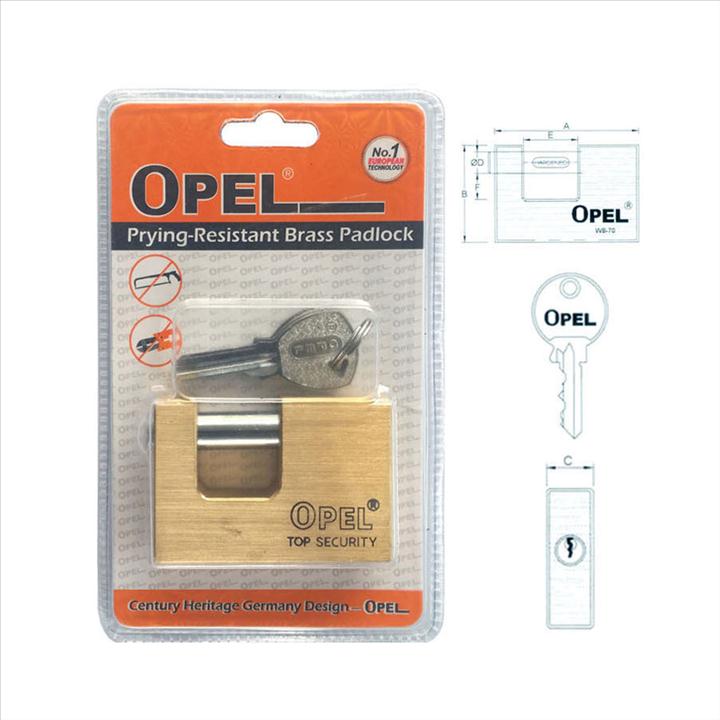 No.1
EUROPEAN
TECHNOLOGY
OPEL®
Prying-Resistant Brass Padlock
OPEL®
TOP SECURITY
Century Heritage Germany Design—OPEL
A
E
ØD
B
F
HARDENED
OPEL®
WB-70
OPEL
C